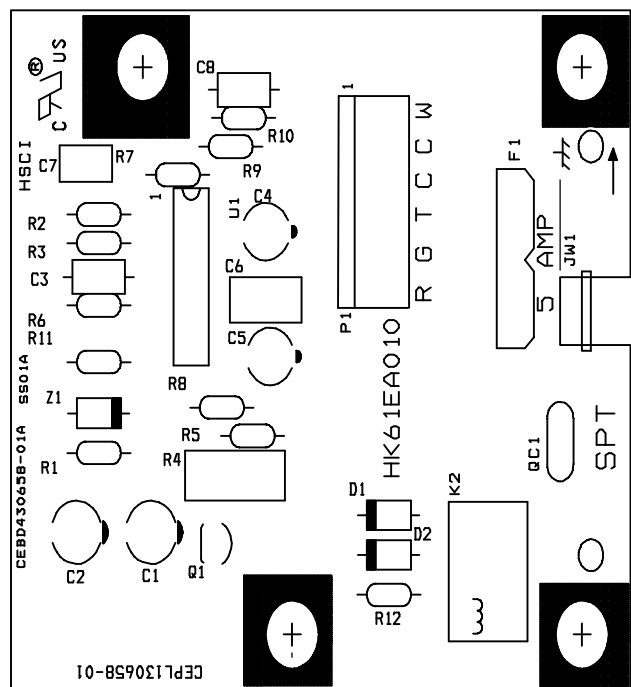 US
®
C
HSCI
C8
R10
R9
C7
R7
1
C4
U1
R2
R3
C3
C6
R6
R11
C5
R8
Z1
R5
R1
R4
C2
C1
Q1
CEBD430658-01A SS01A
CEPL130658-01
1
W
C
C
T
G
R
P1
HK61EA010
F1
5 AMP
JW1
QC1
SPT
K2
D1
D2
R12